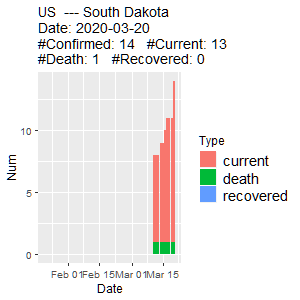 US --- South Dakota
Date: 2020-03-20
#Confirmed: 14 #Current: 13
#Death: 1 #Recovered: 0
Num
10
5
0
Feb 01 Feb 15 Mar 01 Mar 15
Date
Type
current
death
recovered